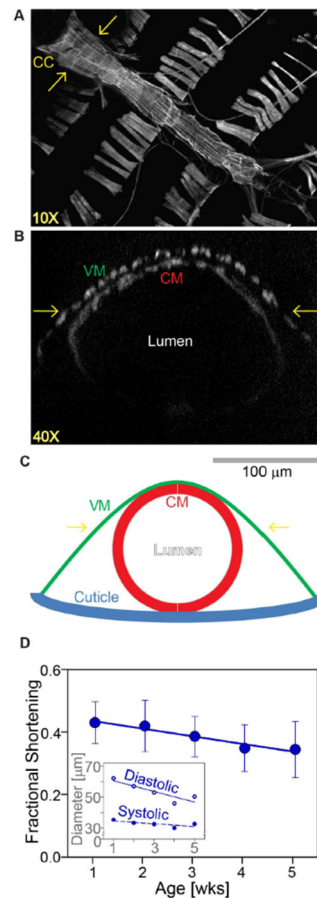 A
CC
10X
B
VM
CM
Lumen
40X
C
100 μm
VM
CM
Lumen
Cuticle
D
Fractional Shortening
0.6
0.4
0.2
0.0
Diameter [μm]
70
50
30
Diastolic
Systolic
1 3 5
1 2 3 4 5
Age [wks]